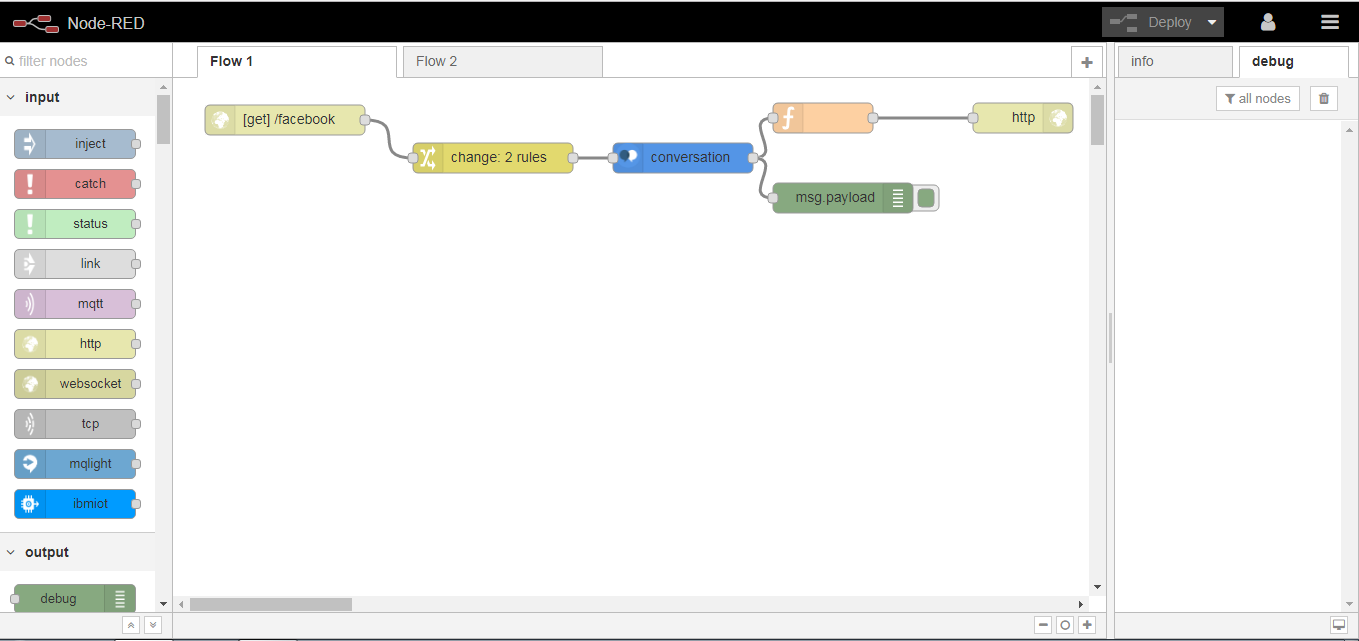 Node-RED
Deploy
filter nodes
Flow 1
Flow 2
info
debug
all nodes
input
inject
catch
status
link
mqtt
http
websocket
tcp
mqlight
ibmiot
output
debug
[get] /facebook
change: 2 rules
conversation
f
http
msg.payload